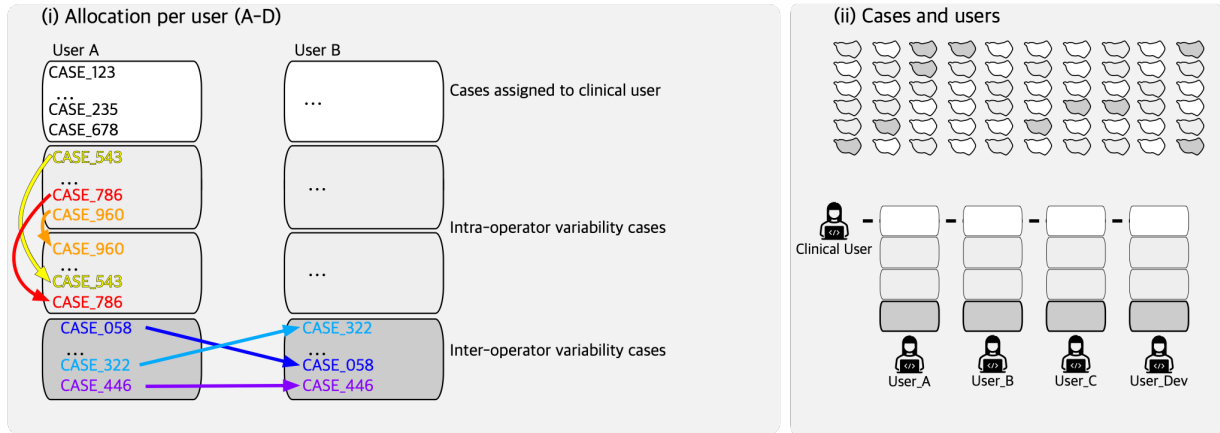 (i) Allocation per user (A-D)
User A
User B
CASE_123
...
CASE_235
CASE_678
...
Cases assigned to clinical user
CASE_543
...
CASE_786
CASE_960
...
Intra-operator variability cases
CASE_960
...
CASE_543
CASE_786
...
CASE_058
...
CASE_322
CASE_446
CASE_322
...
CASE_058
CASE_446
Inter-operator variability cases
(ii) Cases and users
Clinical User
User_A
User_B
User_C
User_Dev